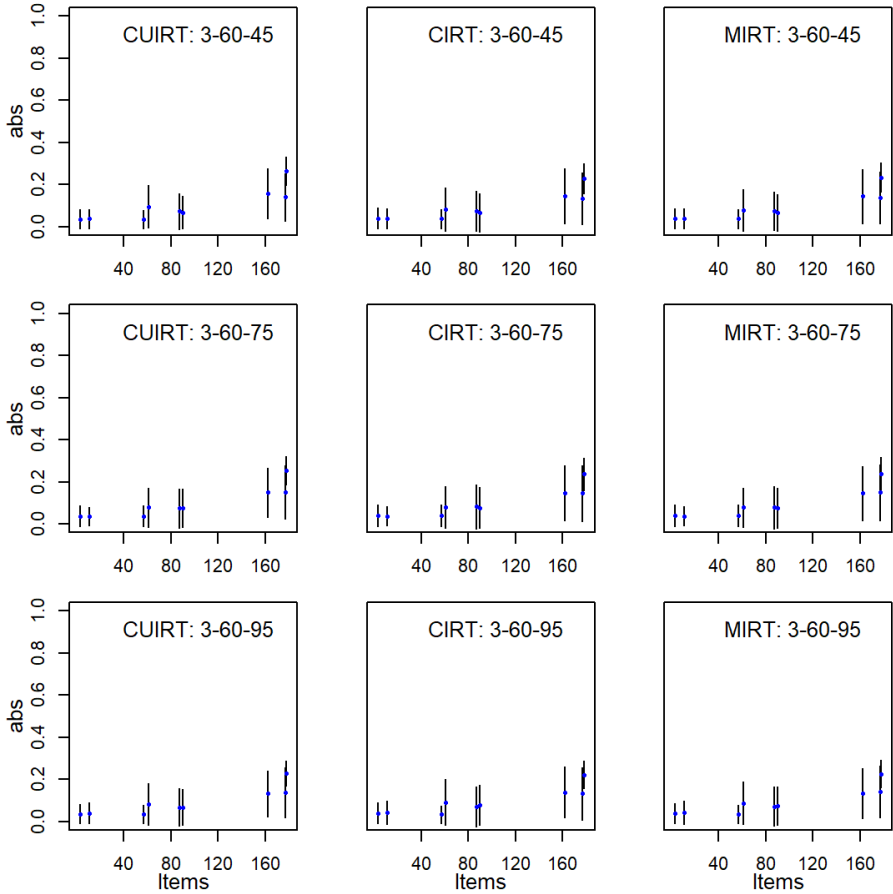 CUIRT: 3-60-45
CIRT: 3-60-45
MIRT: 3-60-45
abs
0.0 0.2 0.4 0.6 0.8 1.0
40 80 120 160
40 80 120 160
40 80 120 160
CUIRT: 3-60-75
CIRT: 3-60-75
MIRT: 3-60-75
abs
0.0 0.2 0.4 0.6 0.8 1.0
40 80 120 160
40 80 120 160
40 80 120 160
CUIRT: 3-60-95
CIRT: 3-60-95
MIRT: 3-60-95
abs
0.0 0.2 0.4 0.6 0.8 1.0
40 80 120 160
40 80 120 160
40 80 120 160
Items
Items
Items